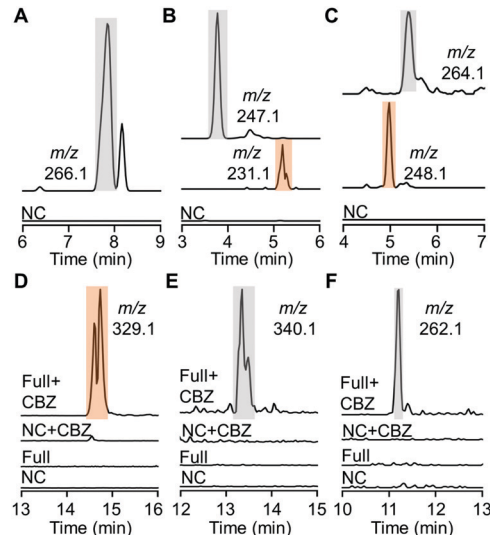 A
m/z
266.1
NC
6 7 8 9
Time (min)
B
m/z
247.1
m/z
231.1
NC
3 4 5 6
Time (min)
C
m/z
264.1
m/z
248.1
NC
4 5 6 7
Time (min)
D
m/z
329.1
Full+
CBZ
NC+CBZ
Full
NC
13 14 15 16
Time (min)
E
m/z
340.1
Full+
CBZ
NC+CBZ
Full
NC
12 13 14 15
Time (min)
F
m/z
262.1
Full+
CBZ
NC+CBZ
Full
NC
10 11 12 13
Time (min)